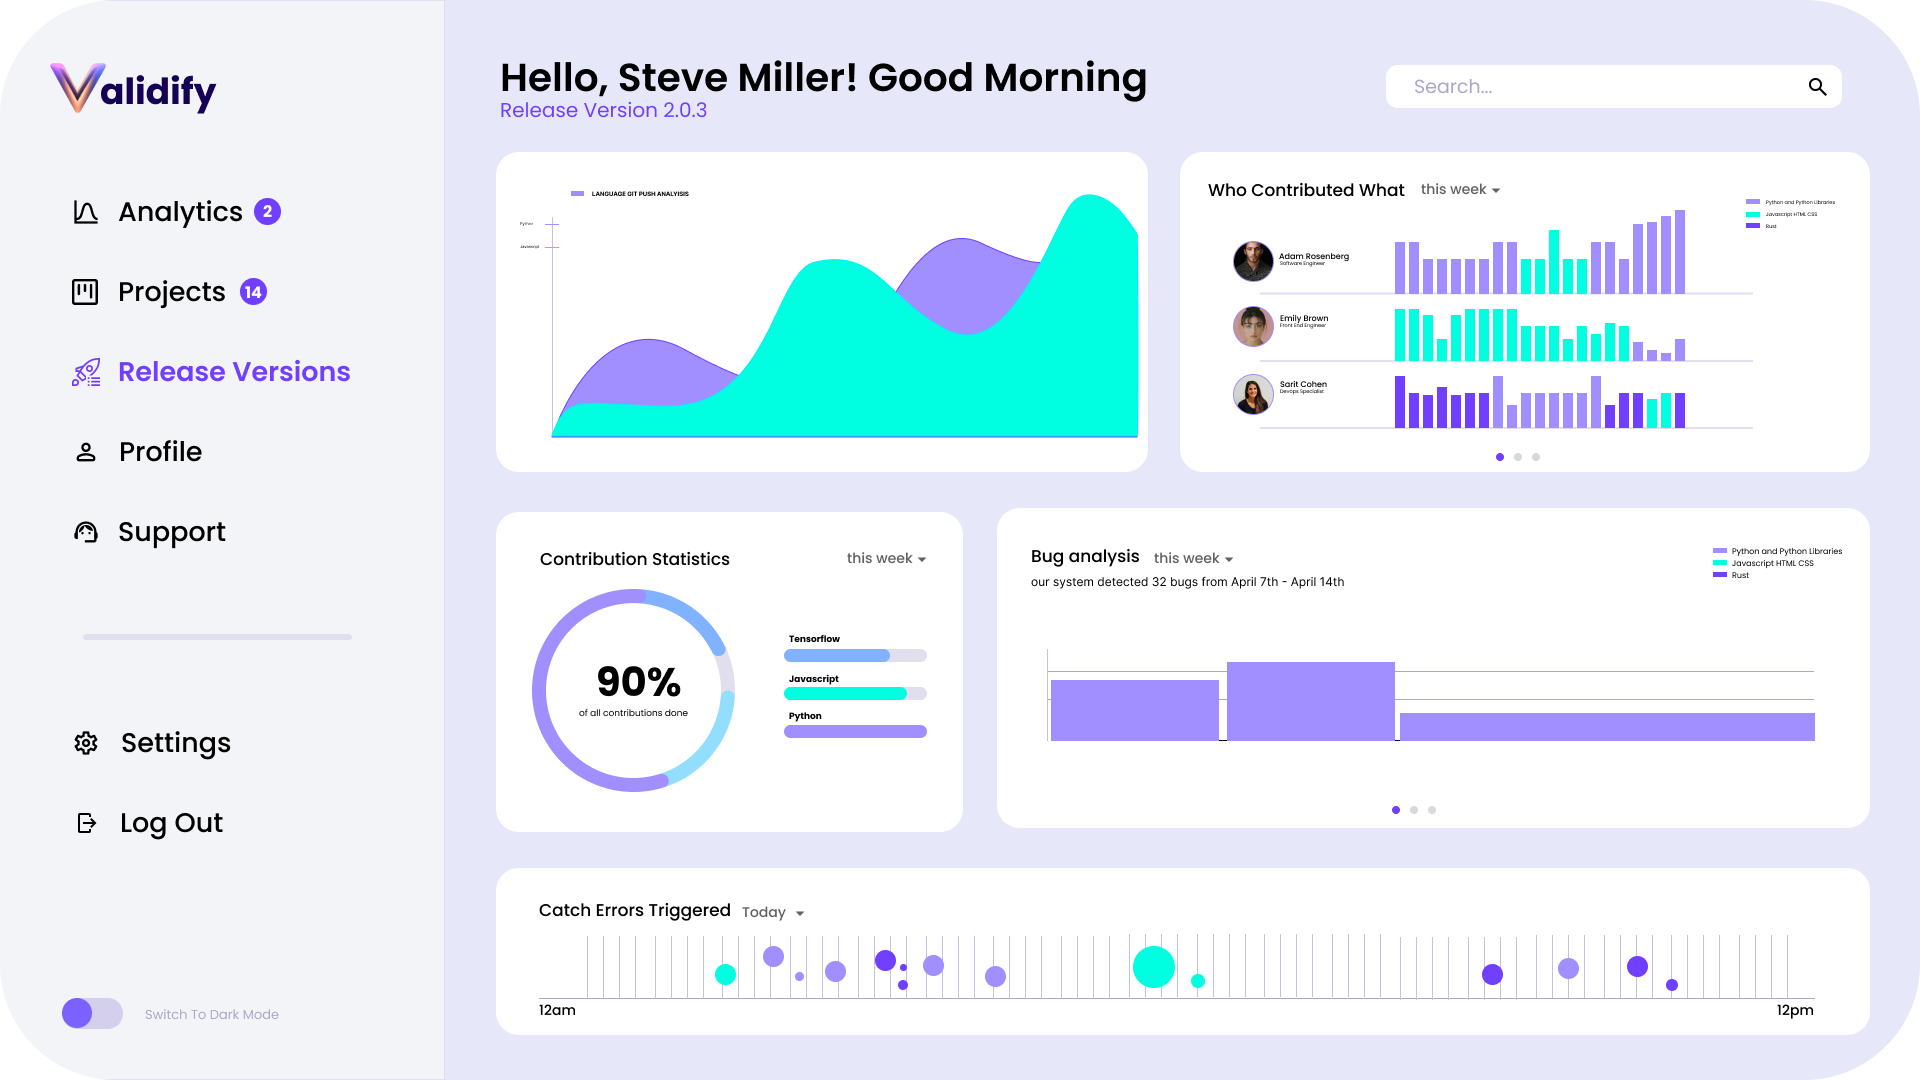 Validify
Analytics 2
Projects 14
Release Versions
Profile
Support
Settings
Log Out
Switch To Dark Mode
Hello, Steve Miller! Good Morning
Release Version 2.0.3
Search...
LANGUAGE GIT PUSH ANALYISIS
Python
Javascript
Who Contributed What this week
Python and Python Libraries
Javascript HTML CSS
Rust
Adam Rosenberg
Software Engineer
Emily Brown
Front End Engineer
Sarit Cohen
Devops Specialist
Contribution Statistics this week
90%
of all contributions done
Tensorflow
Javascript
Python
Bug analysis this week
our system detected 32 bugs from April 7th - April 14th
Python and Python Libraries
Javascript HTML CSS
Rust
Catch Errors Triggered Today
12am
12pm